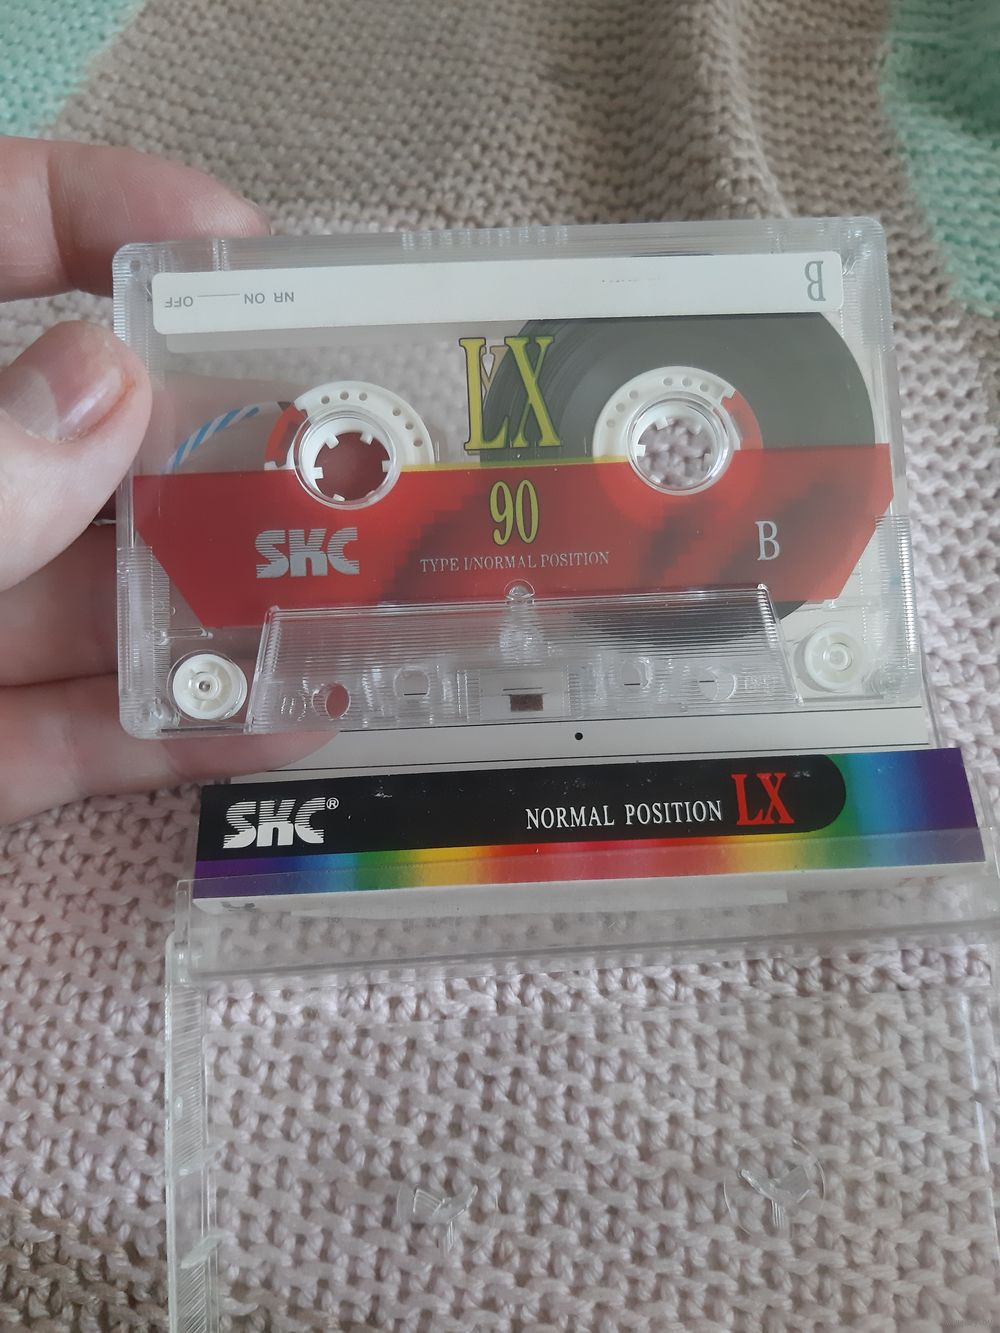 B
NR ON —— OFF
LX
90
SKC
TYPE I/NORMAL POSITION
B
SKC®
NORMAL POSITION LX